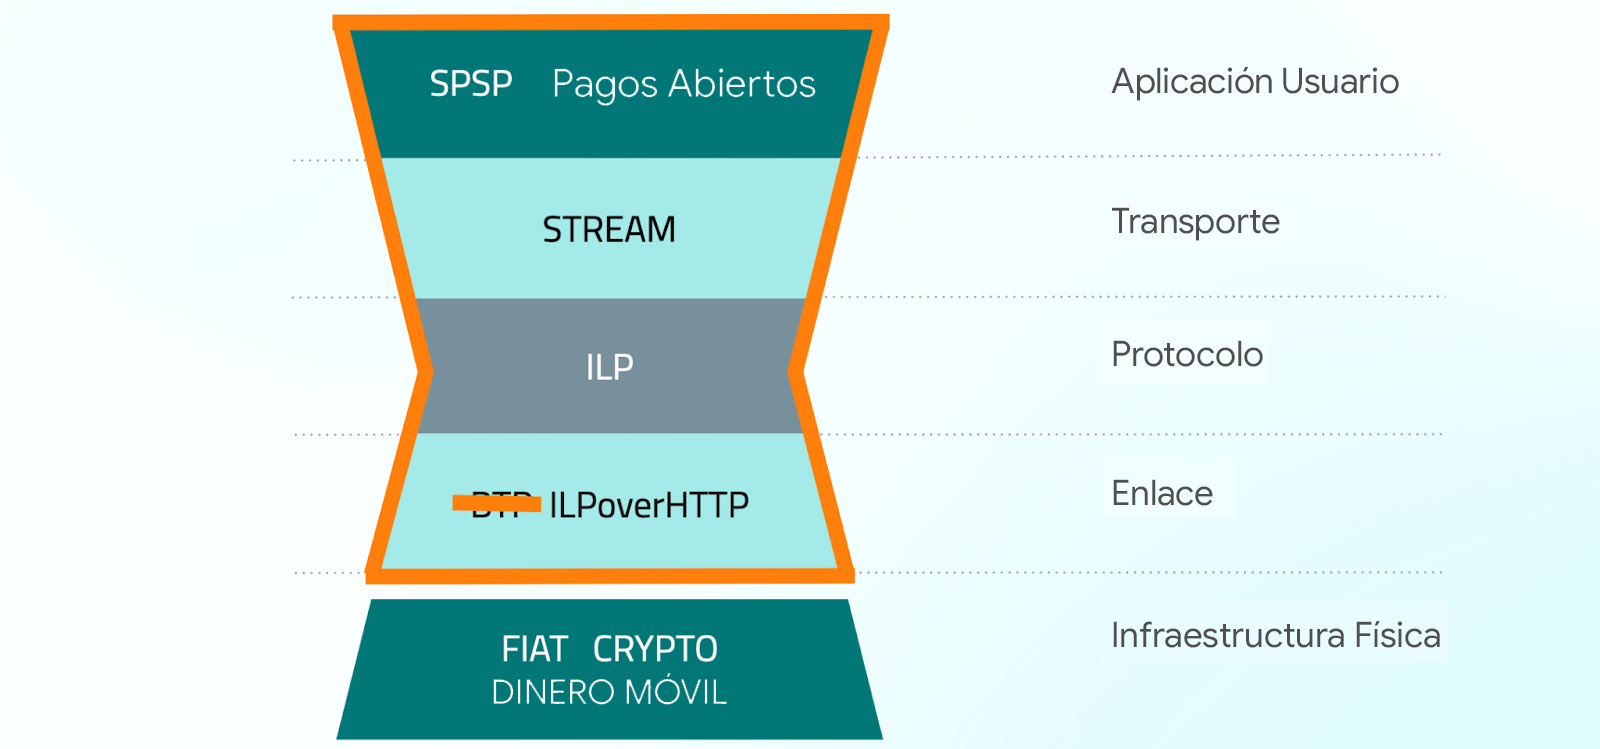 SPSP Pagos Abiertos
Aplicación Usuario
STREAM
Transporte
ILP
Protocolo
BTP ILPoverHTTP
Enlace
FIAT CRYPTO
DINERO MÓVIL
Infraestructura Física